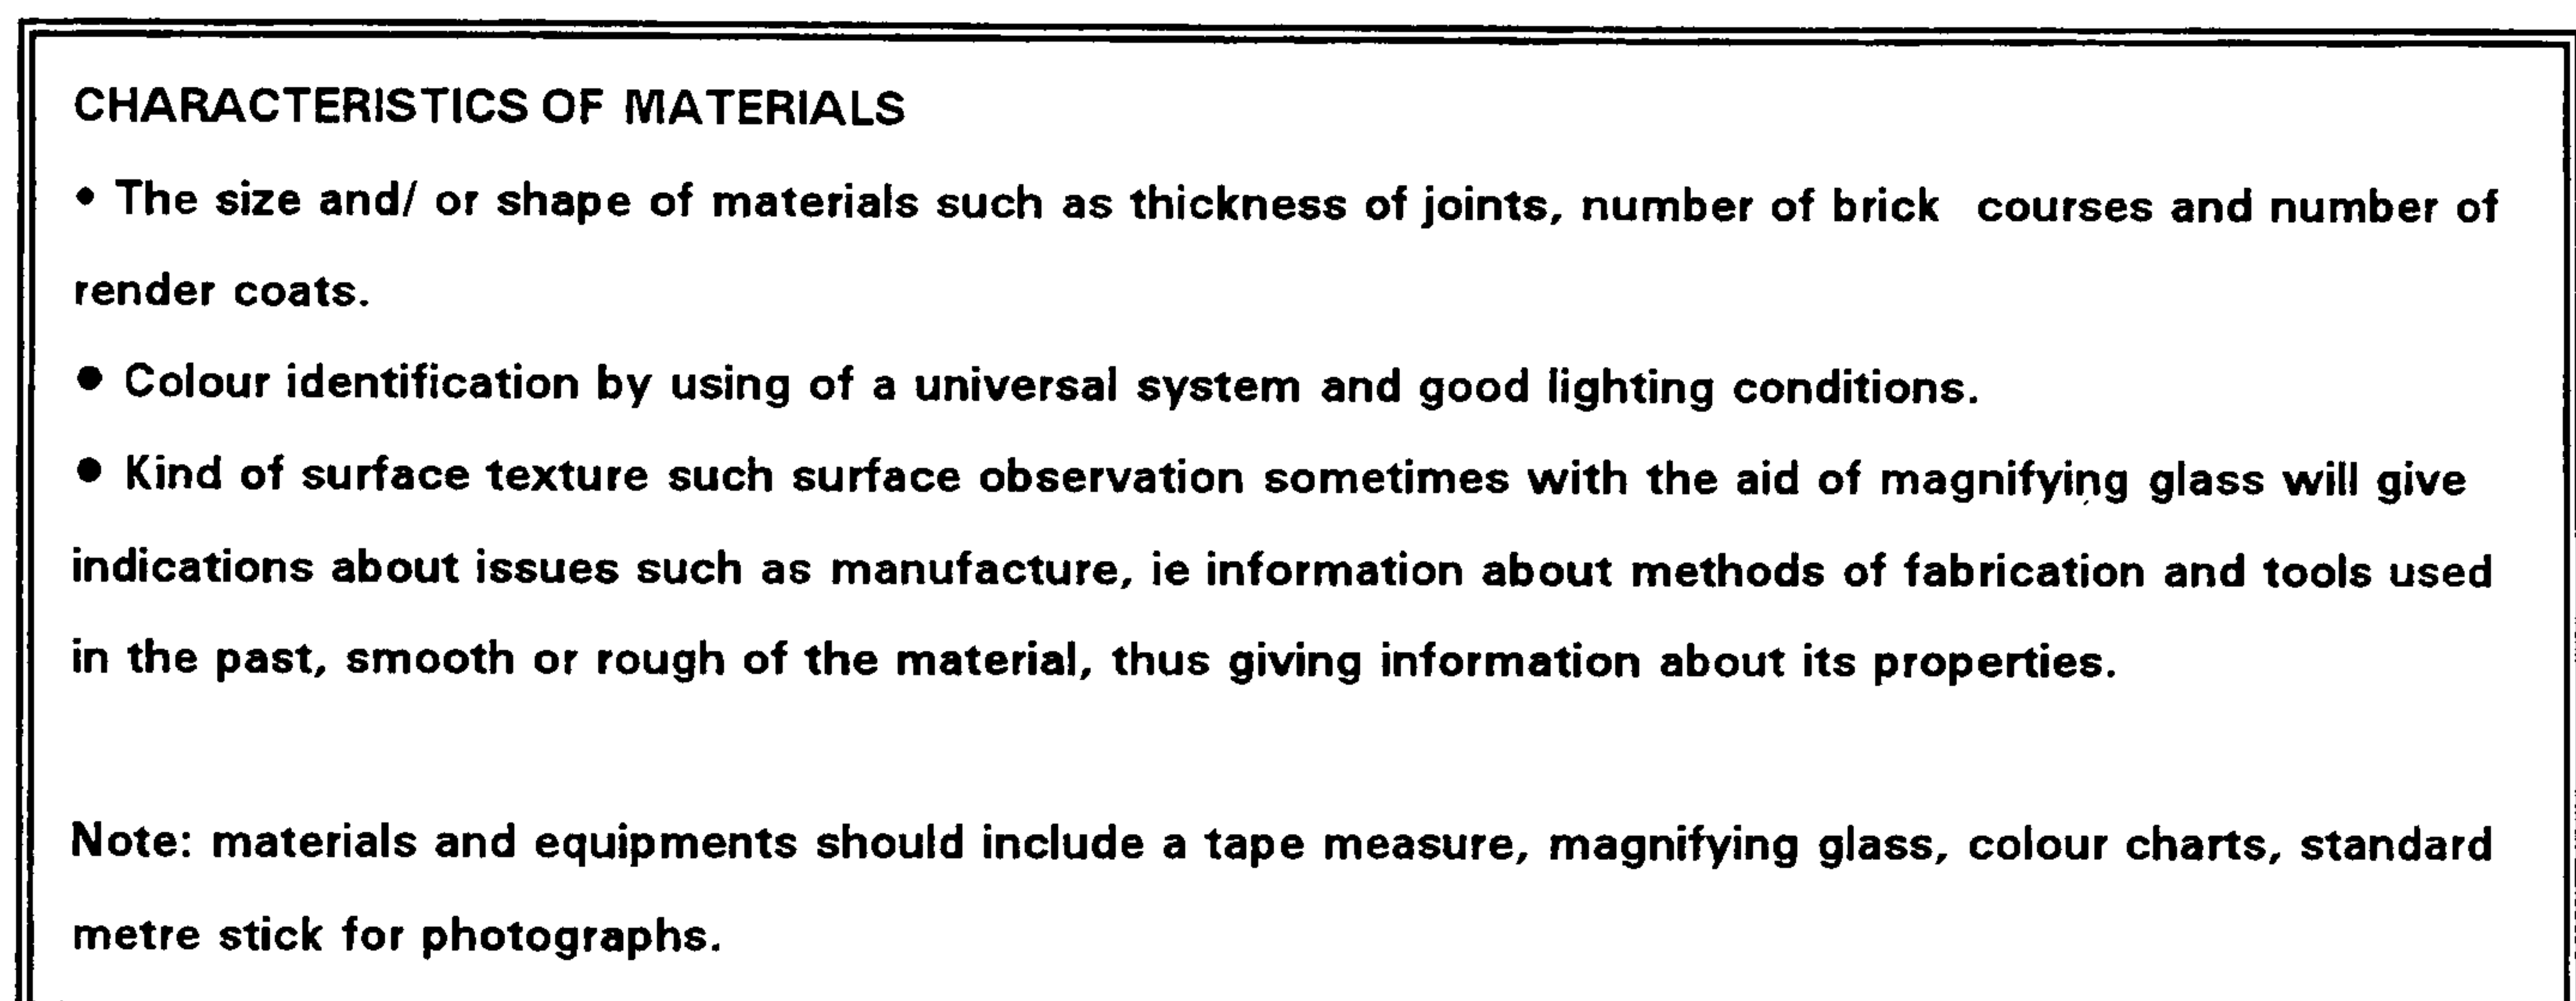 CHARACTERISTICS OF MATERIALS
• The size and/ or shape of materials such as thickness of joints, number of brick courses and number of
render coats.
• Colour identification by using of a universal system and good lighting conditions.
• Kind of surface texture such surface observation sometimes with the aid of magnifying glass will give
indications about issues such as manufacture, ie information about methods of fabrication and tools used
in the past, smooth or rough of the material, thus giving information about its properties.
Note: materials and equipments should include a tape measure, magnifying glass, colour charts, standard
metre stick for photographs.